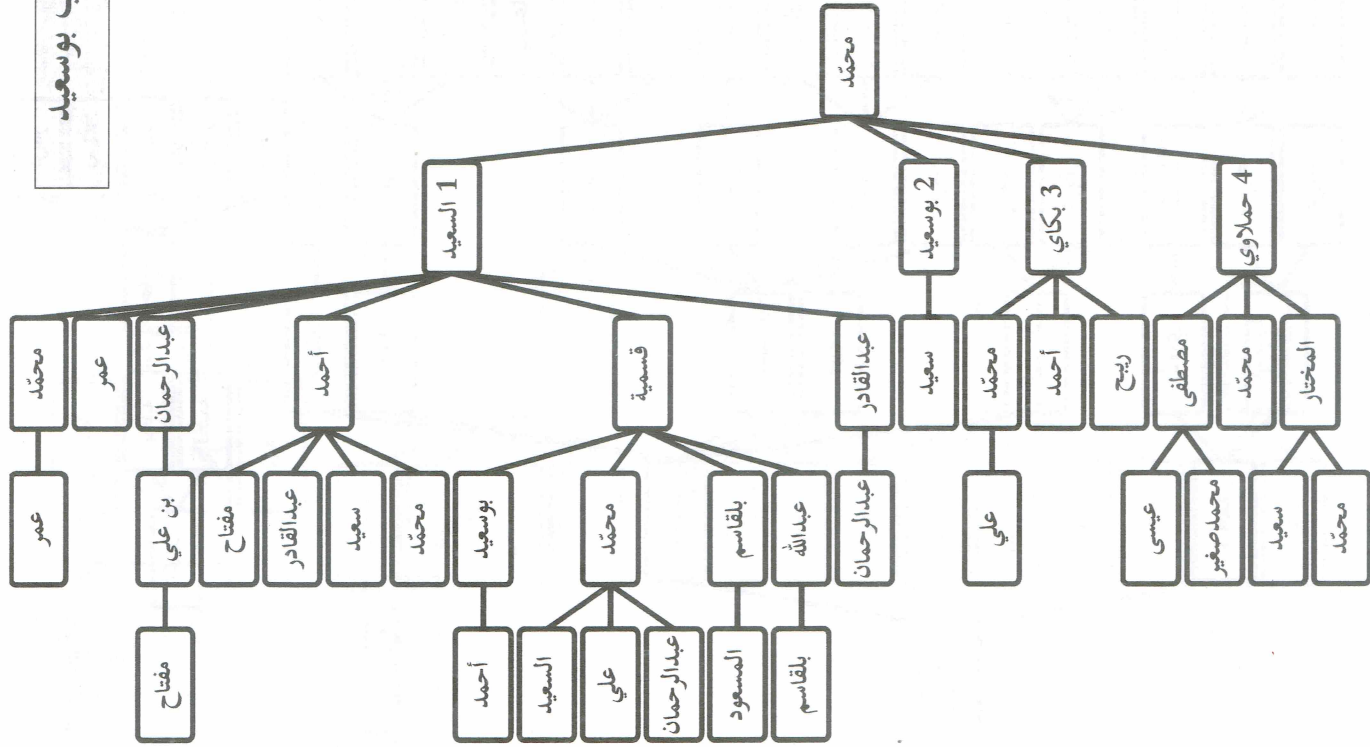 بوسعيد
محمّد
1 السعيد
2 بوسعيد
3 بكاي
4 حملاوي
محمّد
عمر
عبدالرحمان
أحمد
قسمية
عبدالقادر
سعيد
محمّد
أحمد
ربيح
مصطفى
محمّد
المختار
عمر
بن علي
مفتاح
عبدالقادر
سعيد
محمّد
بوسعيد
محمّد
بلقاسم
عبدالله
عبدالرحمان
علي
عيسى
محمدصغير
سعيد
محمّد
مفتاح
أحمد
السعيد
علي
عبدالرحمان
المسعود
بلقاسم